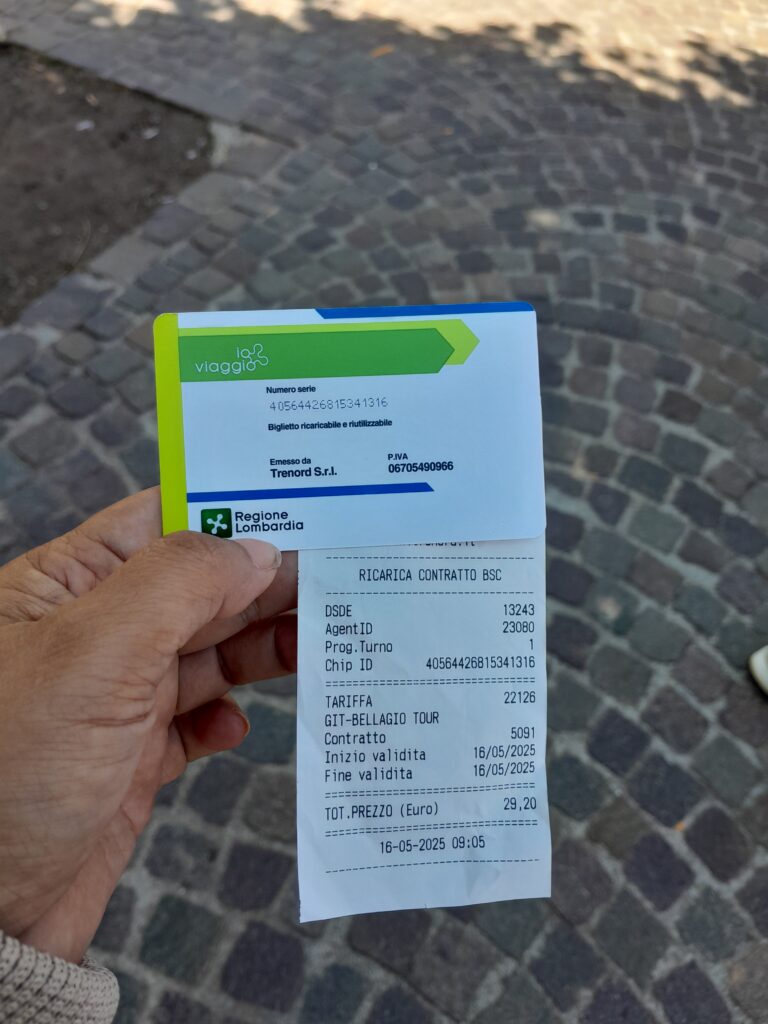 io
viaggio
Numero serie
40564426815341316
Biglietto ricaricabile e riutilizzabile
Emesso da
Trenord S.r.l.
P.IVA
06705490966
Regione
Lombardia
RICARICA CONTRATTO BSC
DSDE 13243
AgentID 23080
Prog.Turno 1
Chip ID 40564426815341316
TARIFFA 22126
GIT-BELLAGIO TOUR
Contratto 5091
Inizio validita 16/05/2025
Fine validita 16/05/2025
TOT.PREZZO (Euro) 29,20
16-05-2025 09:05